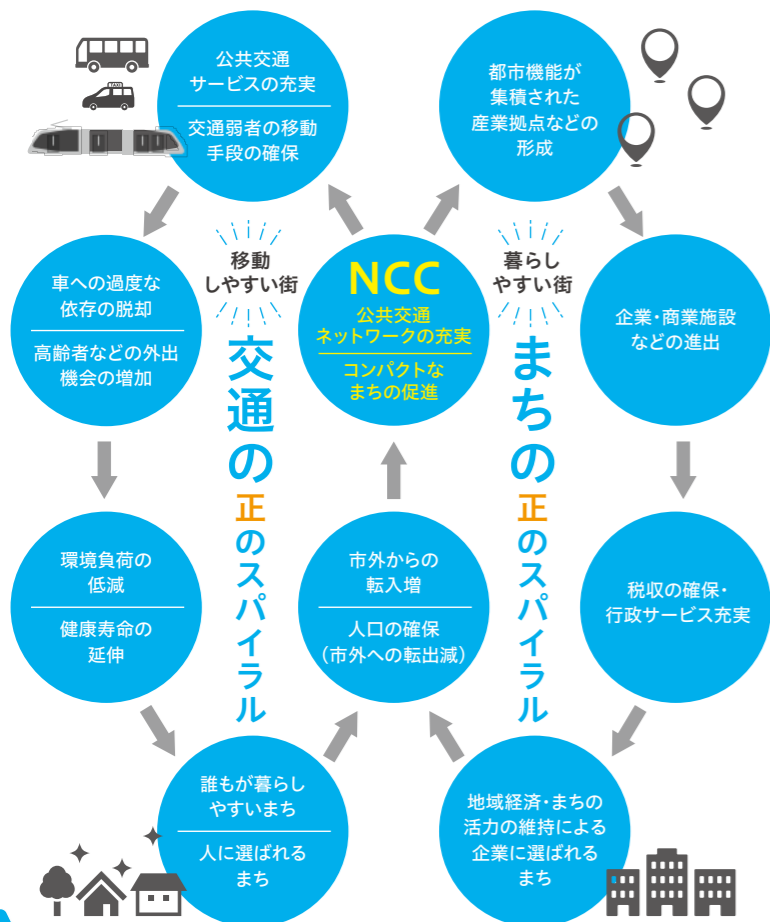 公共交通
サービスの充実
交通弱者の移動
手段の確保
TAXI
都市機能が
集積された
産業拠点などの
形成
移動
しやすい街
NCC
公共交通
ネットワークの充実
コンパクトな
まちの促進
暮らし
やすい街
車への過度な
依存の脱却
高齢者などの外出
機会の増加
企業・商業施設
などの進出
交通の正のスパイラル
まちの正のスパイラル
環境負荷の
低減
健康寿命の
延伸
市外からの
転入増
人口の確保
(市外への転出減)
税収の確保・
行政サービス充実
誰もが暮らし
やすいまち
人に選ばれる
まち
地域経済・まちの
活力の維持による
企業に選ばれる
まち